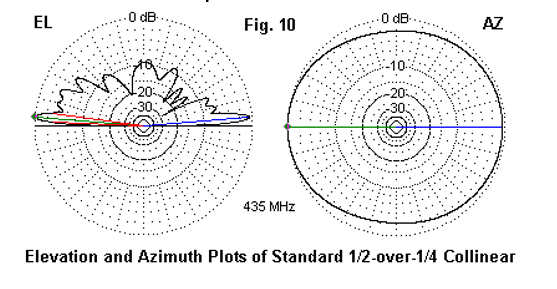 EL
0 dB
Fig. 10
0 dB
AZ
-10
-10
-20
-20
30
30
435 MHz
Elevation and Azimuth Plots of Standard 1/2-over-1/4 Collinear